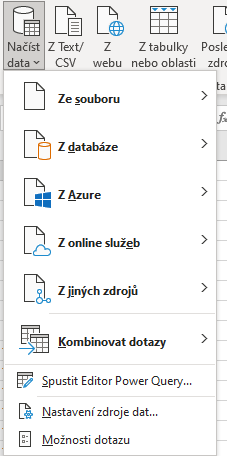 Načíst data
Z Text/ CSV
Z webu
Z tabulky nebo oblasti
Posle zdro
Ze souboru
Z databáze
Z Azure
Z online služeb
Z jiných zdrojů
Kombinovat dotazy
Spustit Editor Power Query...
Nastavení zdroje dat...
Možnosti dotazu